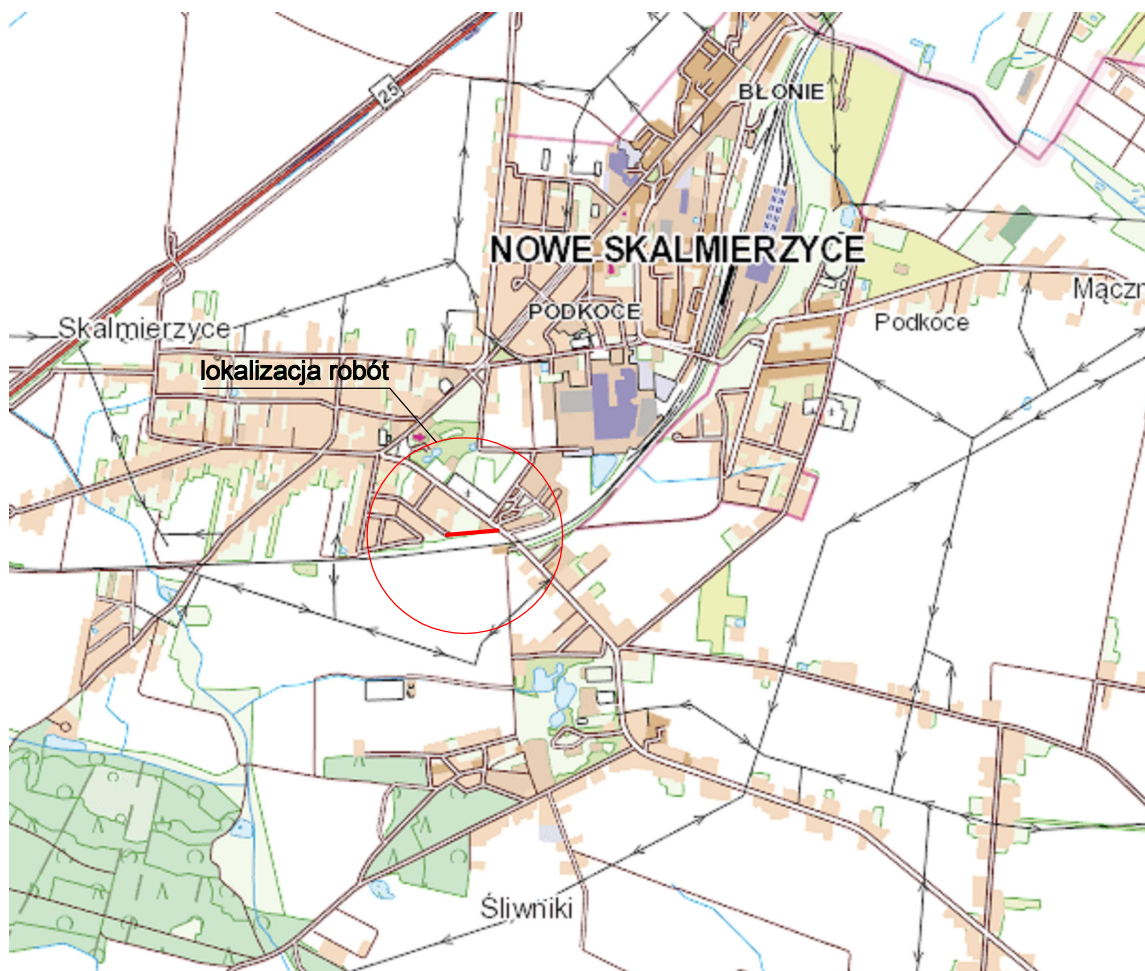 25
BŁONIE
NOWE SKALMIERZYCE
Mączn
PODKOCE
Podkoce
Skalmierzyce
lokalizacja robót
Śliwniki